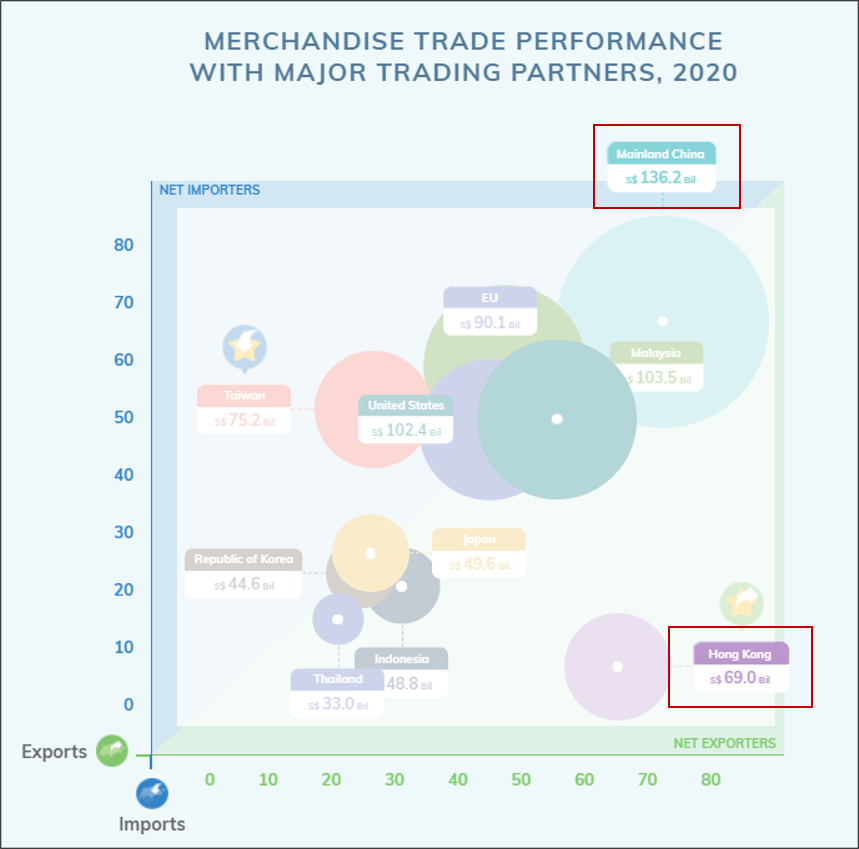 MERCHANDISE TRADE PERFORMANCE
WITH MAJOR TRADING PARTNERS, 2020
Mainland China
S$ 136.2 Bil
NET IMPORTERS
80
70
60
50
40
30
20
10
0
EU
S$ 90.1 Bil
Malaysia
S$ 103.5 Bil
Taiwan
S$ 75.2 Bil
United States
S$ 102.4 Bil
Japan
S$ 49.6 Bil
Republic of Korea
S$ 44.6 Bil
Hong Kong
S$ 69.0 Bil
Indonesia
48.8 Bil
Thailand
S$ 33.0 Bil
NET EXPORTERS
Exports
0 10 20 30 40 50 60 70 80
Imports